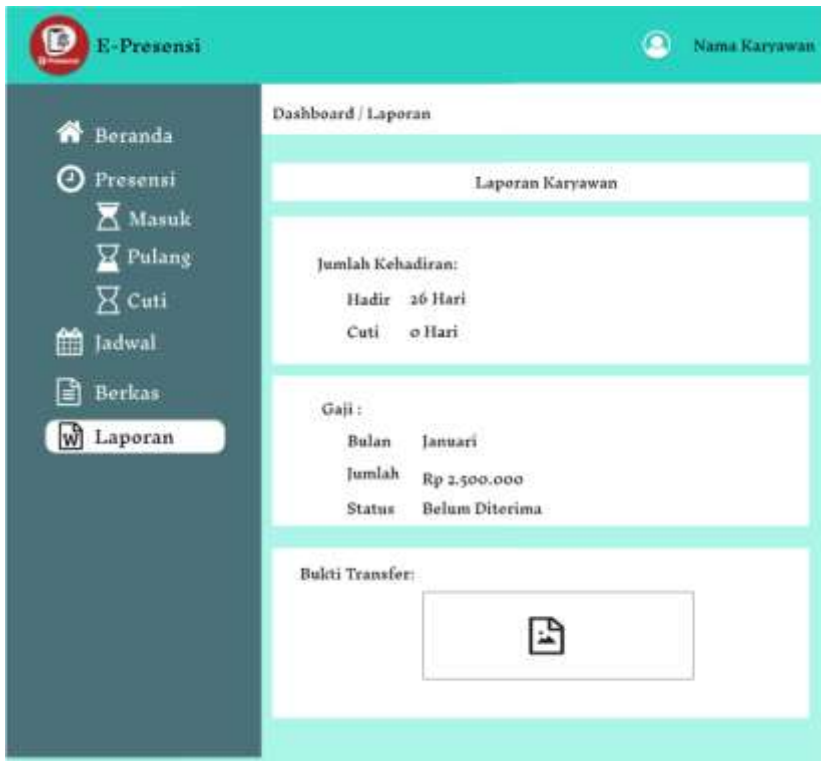 E-Presensi
Nama Karyawan
Beranda
Presensi
Masuk
Pulang
Cuti
Jadwal
Berkas
Laporan
Dashboard / Laporan
Laporan Karyawan
Jumlah Kehadiran:
Hadir 26 Hari
Cuti 0 Hari
Gaji :
Bulan Januari
Jumlah Rp 2.500.000
Status Belum Diterima
Bukti Transfer: